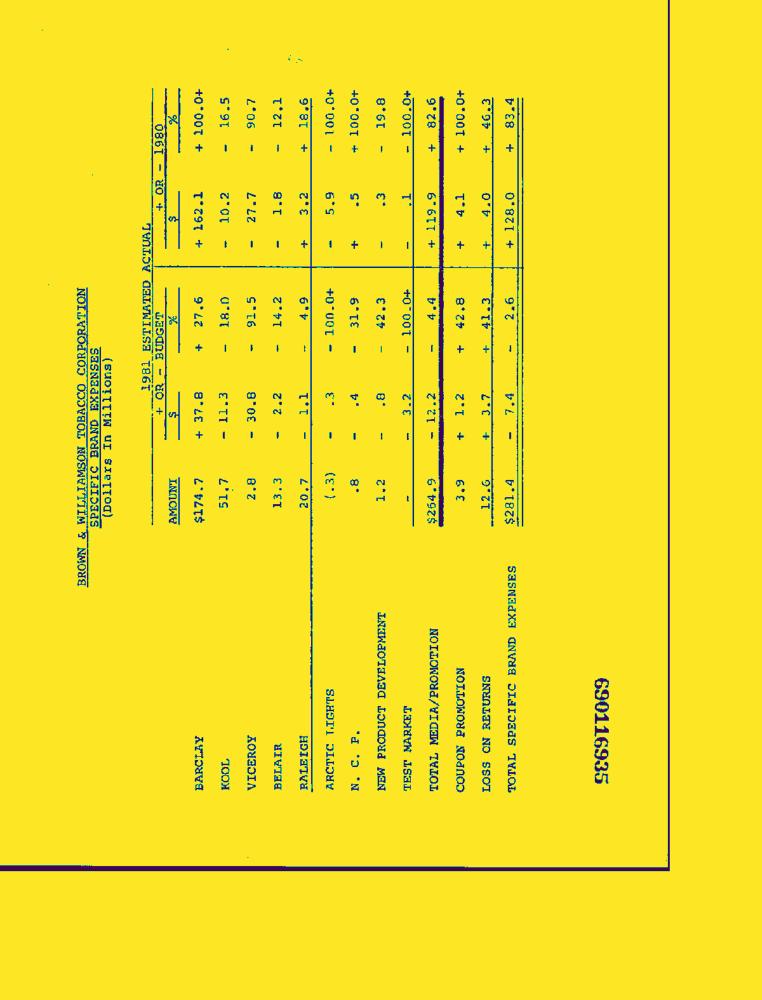 BROWN & WILLIAMSON TOBACCO CORPORATION
SPECIFIC BRAND EXPENSES
(Dollars In Millions)
1981 ESTIMATED ACTUAL
+ OR - BUDGET + OR - 1980
AMOUNT $ % $ %
BARCLAY $174.7 + 37.8 + 27.6 + 162.1 + 100.0+
KOOL 51.7 - 11.3 - 18.0 - 10.2 - 16.5
VICEROY 2.8 - 30.8 - 91.5 - 27.7 - 90.7
BELAIR 13.3 - 2.2 - 14.2 - 1.8 - 12.1
RALEIGH 20.7 - 1.1 - 4.9 + 3.2 + 18.6
ARCTIC LIGHTS (.3) - .3 - 100.0+ - 5.9 - 100.0+
N. C. P. .8 - .4 - 31.9 + .5 + 100.0+
NEW PRODUCT DEVELOPMENT 1.2 - .8 - 42.3 - .3 - 19.8
TEST MARKET - - 3.2 - 100.0+ - .1 - 100.0+
TOTAL MEDIA/PROMOTION $264.9 - 12.2 - 4.4 + 119.9 + 82.6
COUPON PROMOTION 3.9 + 1.2 + 42.8 + 4.1 + 100.0+
LOSS ON RETURNS 12.6 + 3.7 + 41.3 + 4.0 + 46.3
TOTAL SPECIFIC BRAND EXPENSES $281.4 - 7.4 - 2.6 + 128.0 + 83.4
690116935